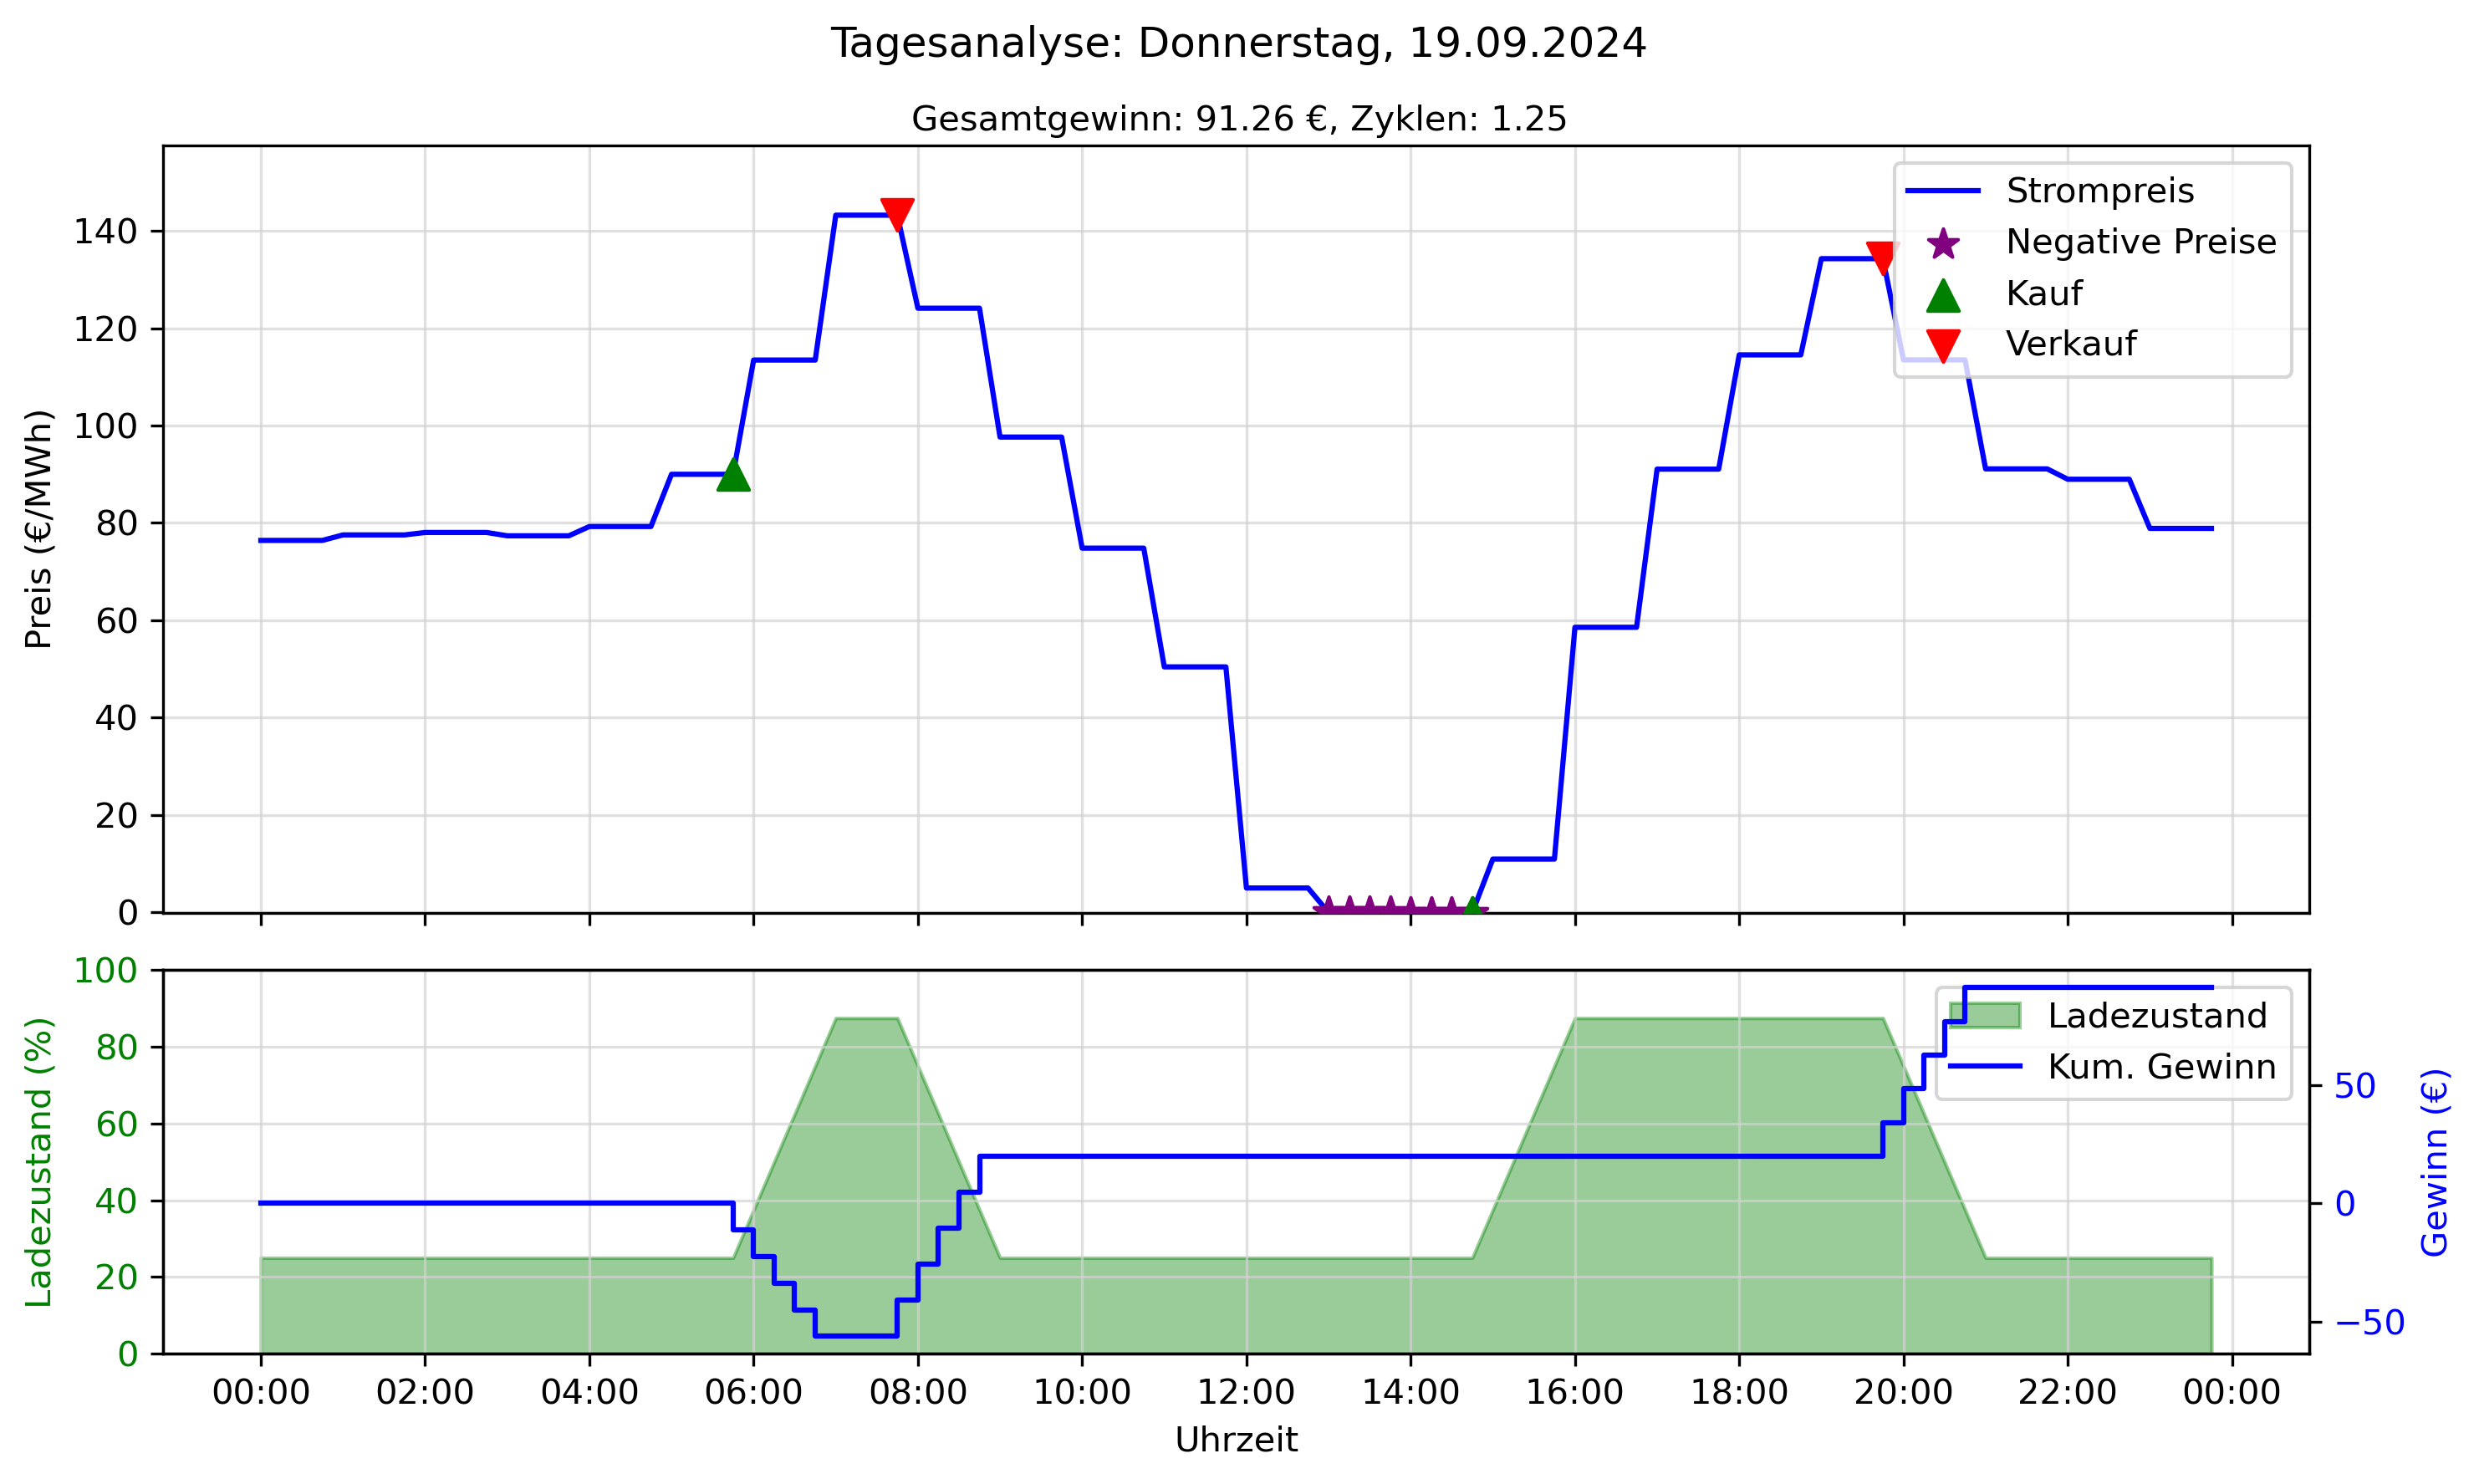 Tagesanalyse: Donnerstag, 19.09.2024
Gesamtgewinn: 91.26 €, Zyklen: 1.25
Preis (€/MWh)
140
120
100
80
60
40
20
0
Strompreis
Negative Preise
Kauf
Verkauf
Ladezustand (%)
100
80
60
40
20
0
Ladezustand
Kum. Gewinn
50
0
−50
Gewinn (€)
00:00 02:00 04:00 06:00 08:00 10:00 12:00 14:00 16:00 18:00 20:00 22:00 00:00
Uhrzeit